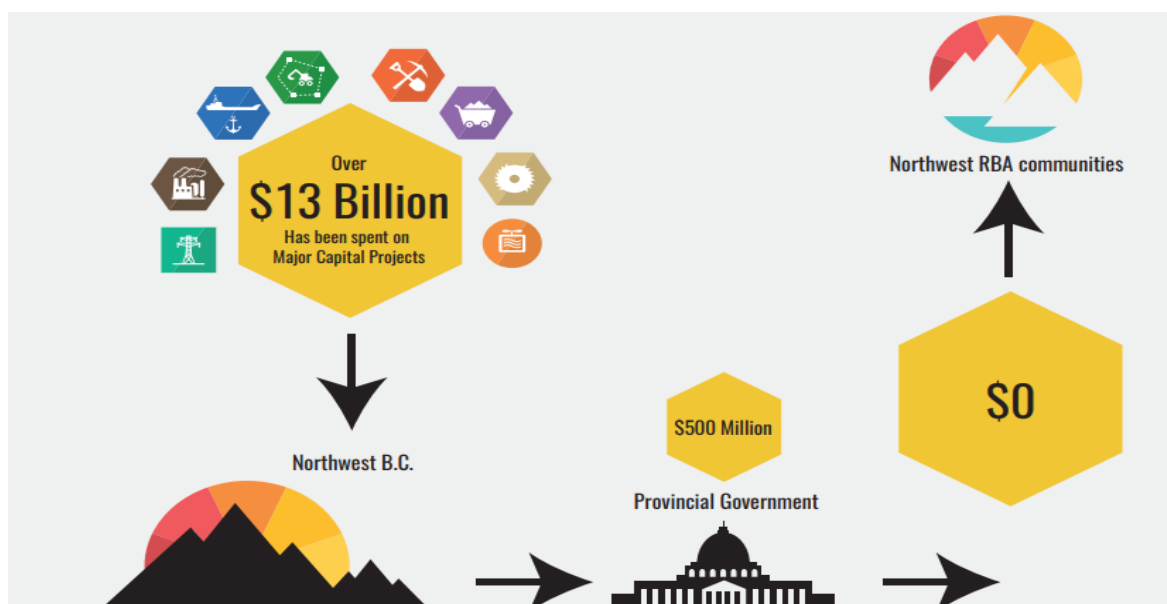 Over
$13 Billion
Has been spent on
Major Capital Projects
Northwest B.C.
$500 Million
Provincial Government
$0
Northwest RBA communities